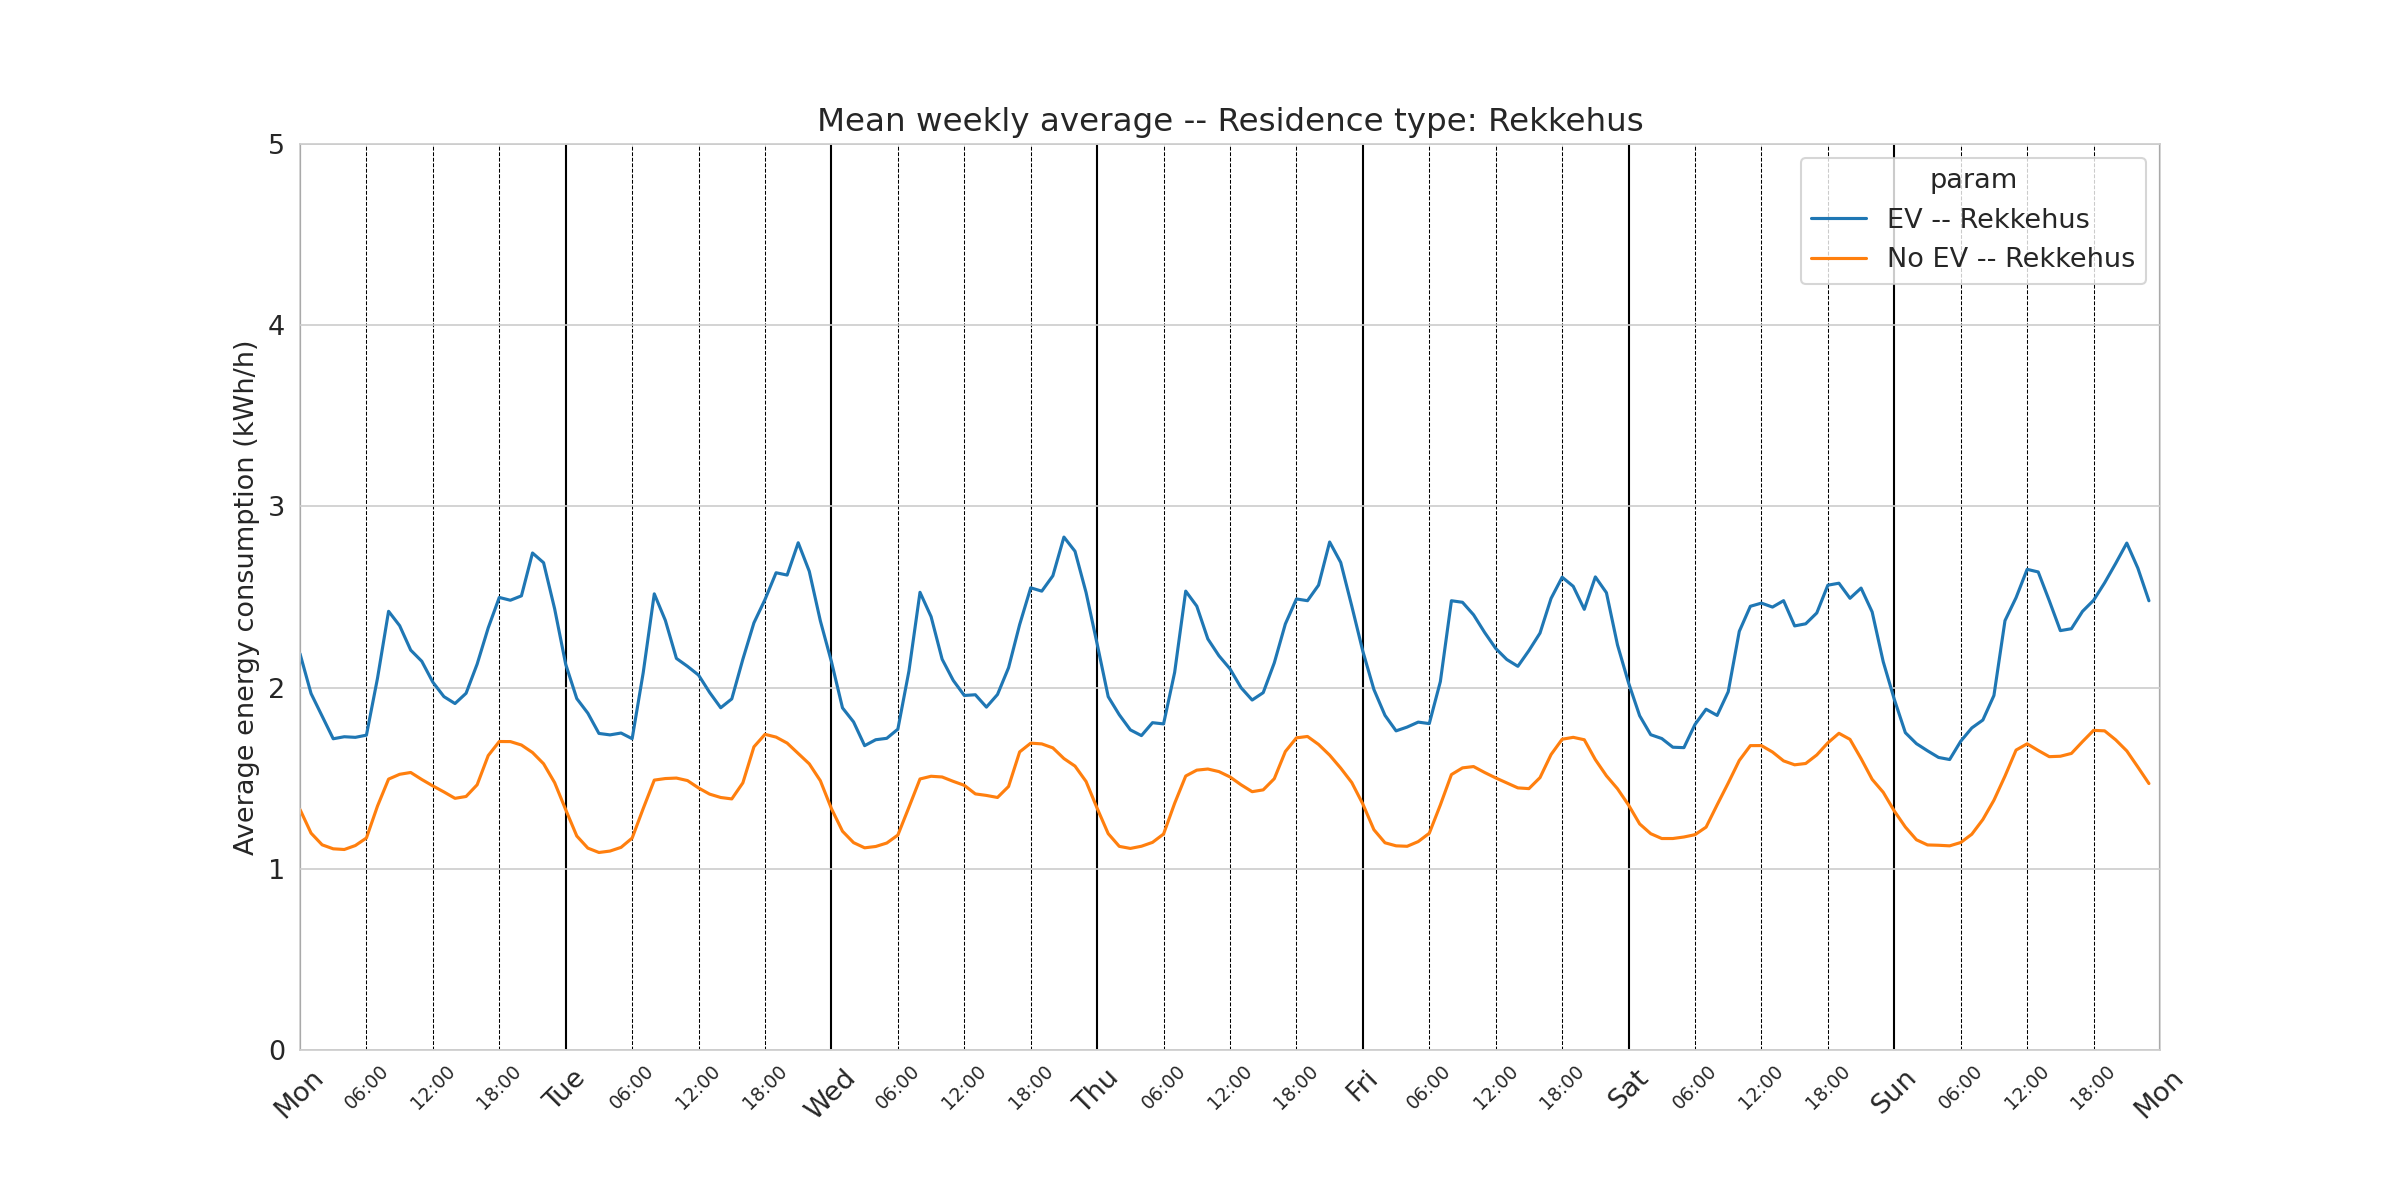 Mean weekly average -- Residence type: Rekkehus
param
EV -- Rekkehus
No EV -- Rekkehus
Average energy consumption (kWh/h)
5
4
3
2
1
0
Mon 06:00 12:00 18:00 Tue 06:00 12:00 18:00 Wed 06:00 12:00 18:00 Thu 06:00 12:00 18:00 Fri 06:00 12:00 18:00 Sat 06:00 12:00 18:00 Sun 06:00 12:00 18:00 Mon